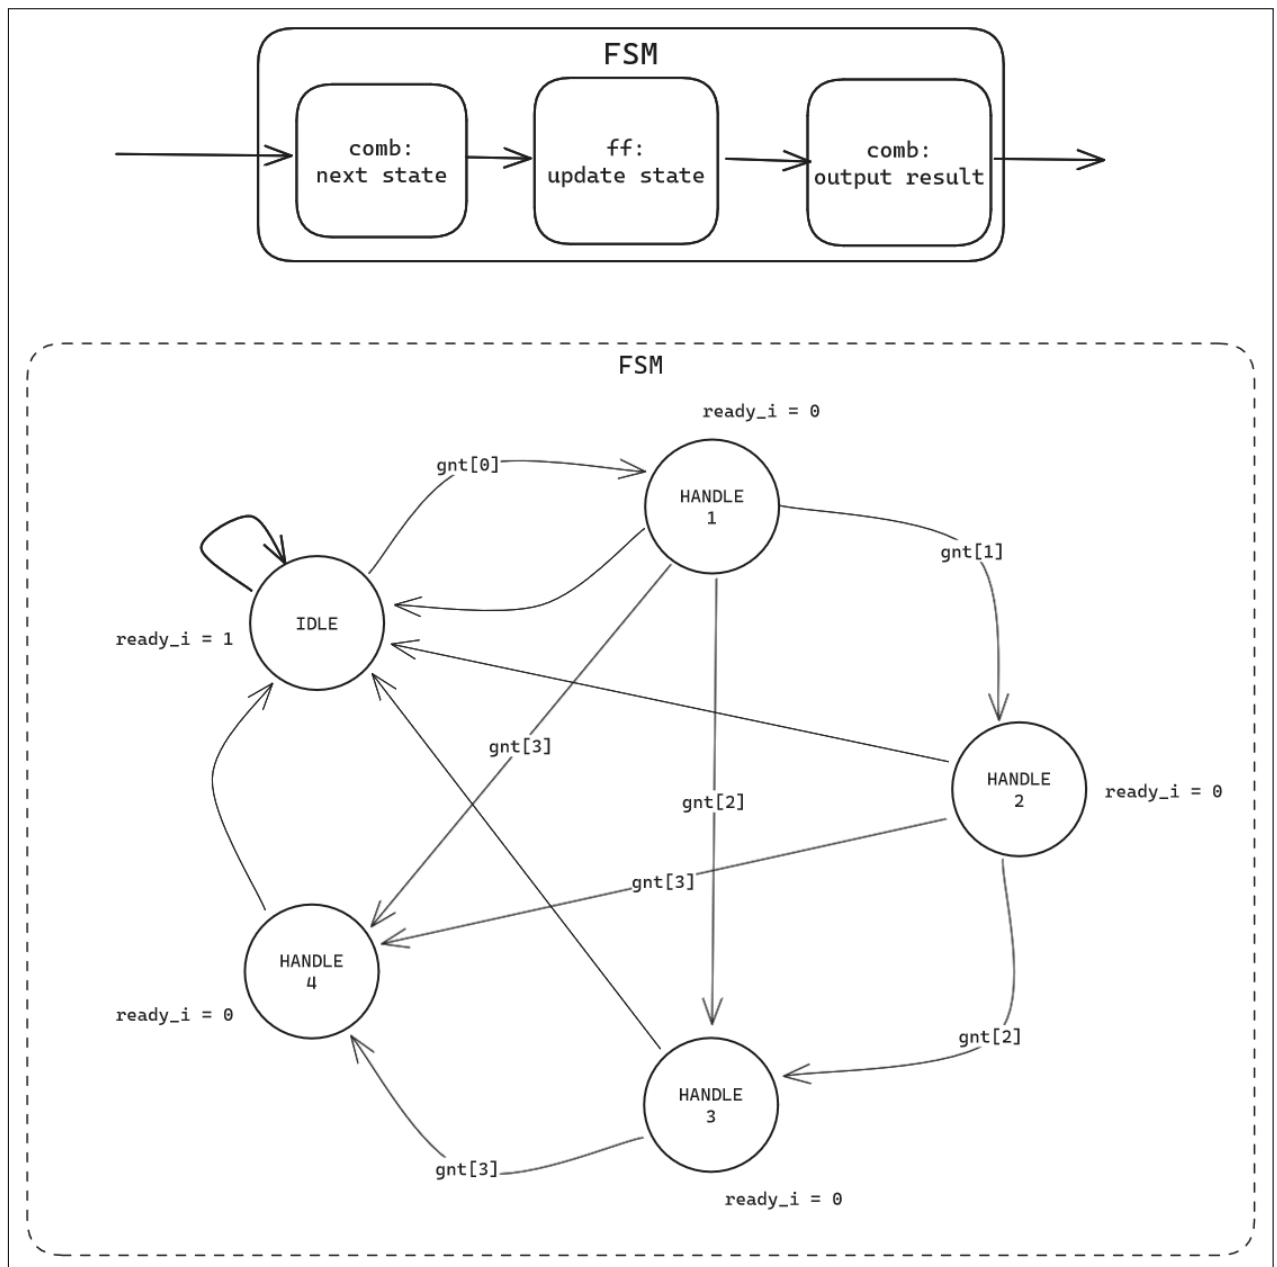 FSM
comb:
next state
ff:
update state
comb:
output result
FSM
ready_i = 0
gnt[0]
HANDLE
1
gnt[1]
IDLE
ready_i = 1
gnt[3]
gnt[2]
HANDLE
2
ready_i = 0
gnt[3]
HANDLE
4
ready_i = 0
gnt[2]
HANDLE
3
gnt[3]
ready_i = 0